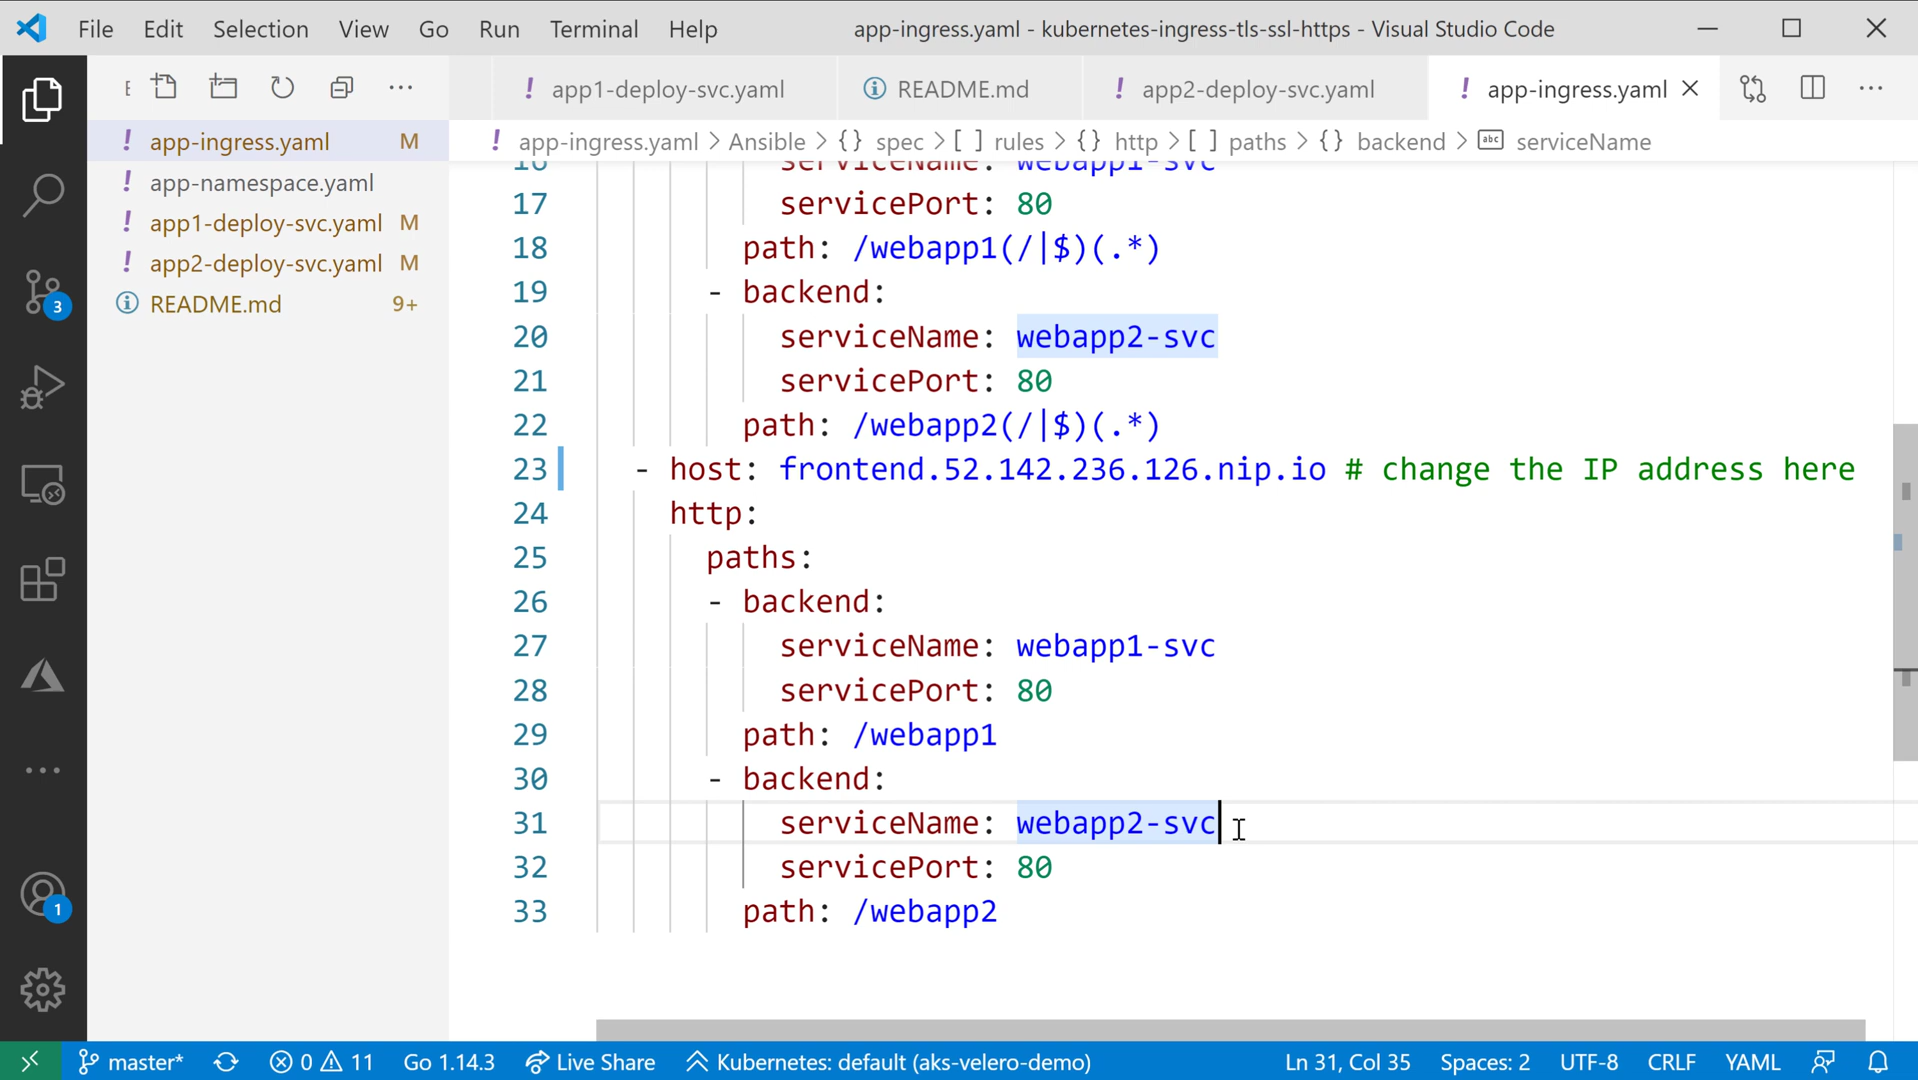 File Edit Selection View Go Run Terminal Help app-ingress.yaml - kubernetes-ingress-tls-ssl-https - Visual Studio Code
E ! app1-deploy-svc.yaml README.md ! app2-deploy-svc.yaml ! app-ingress.yaml
! app-ingress.yaml M
! app-namespace.yaml
! app1-deploy-svc.yaml M
! app2-deploy-svc.yaml M
README.md 9+
3
1
! app-ingress.yaml > Ansible > {} spec > [ ] rules > {} http > [ ] paths > {} backend > abc serviceName
16 serviceName: webapp1-svc
17 servicePort: 80
18 path: /webapp1(/|$)(.*)
19 - backend:
20 serviceName: webapp2-svc
21 servicePort: 80
22 path: /webapp2(/|$)(.*)
23 - host: frontend.52.142.236.126.nip.io # change the IP address here
24 http:
25 paths:
26 - backend:
27 serviceName: webapp1-svc
28 servicePort: 80
29 path: /webapp1
30 - backend:
31 serviceName: webapp2-svc
32 servicePort: 80
33 path: /webapp2
master* 0 11 Go 1.14.3 Live Share Kubernetes: default (aks-velero-demo) Ln 31, Col 35 Spaces: 2 UTF-8 CRLF YAML